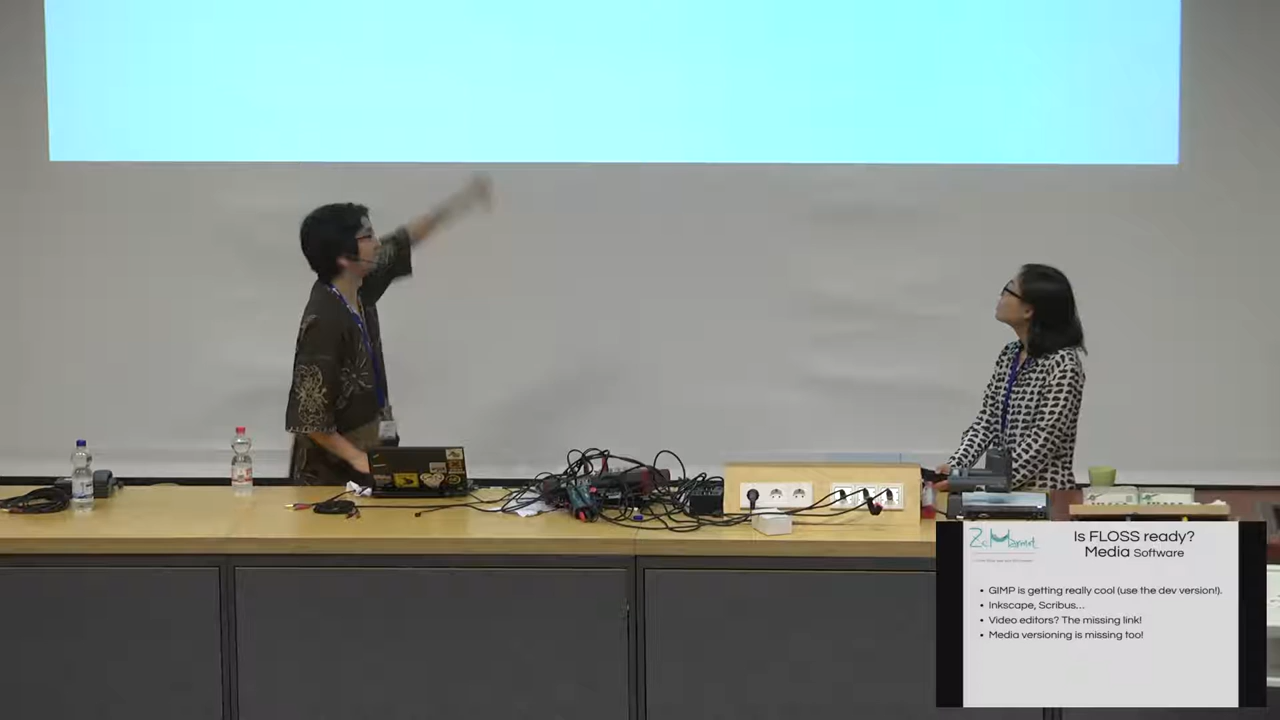 ZeMarmot
Is FLOSS ready?
Media Software
• GIMP is getting really cool (use the dev version!).
• Inkscape, Scribus...
• Video editors? The missing link!
• Media versioning is missing too!